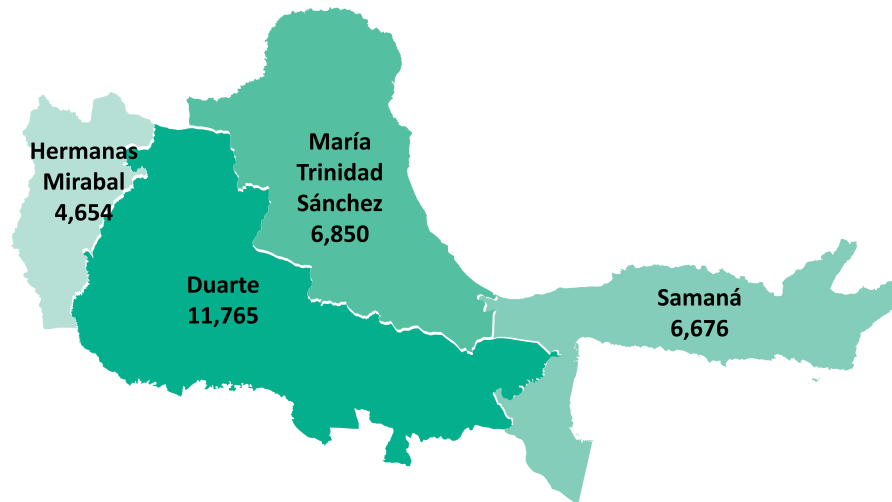 Hermanas
Mirabal
4,654
María
Trinidad
Sánchez
6,850
Duarte
11,765
Samaná
6,676